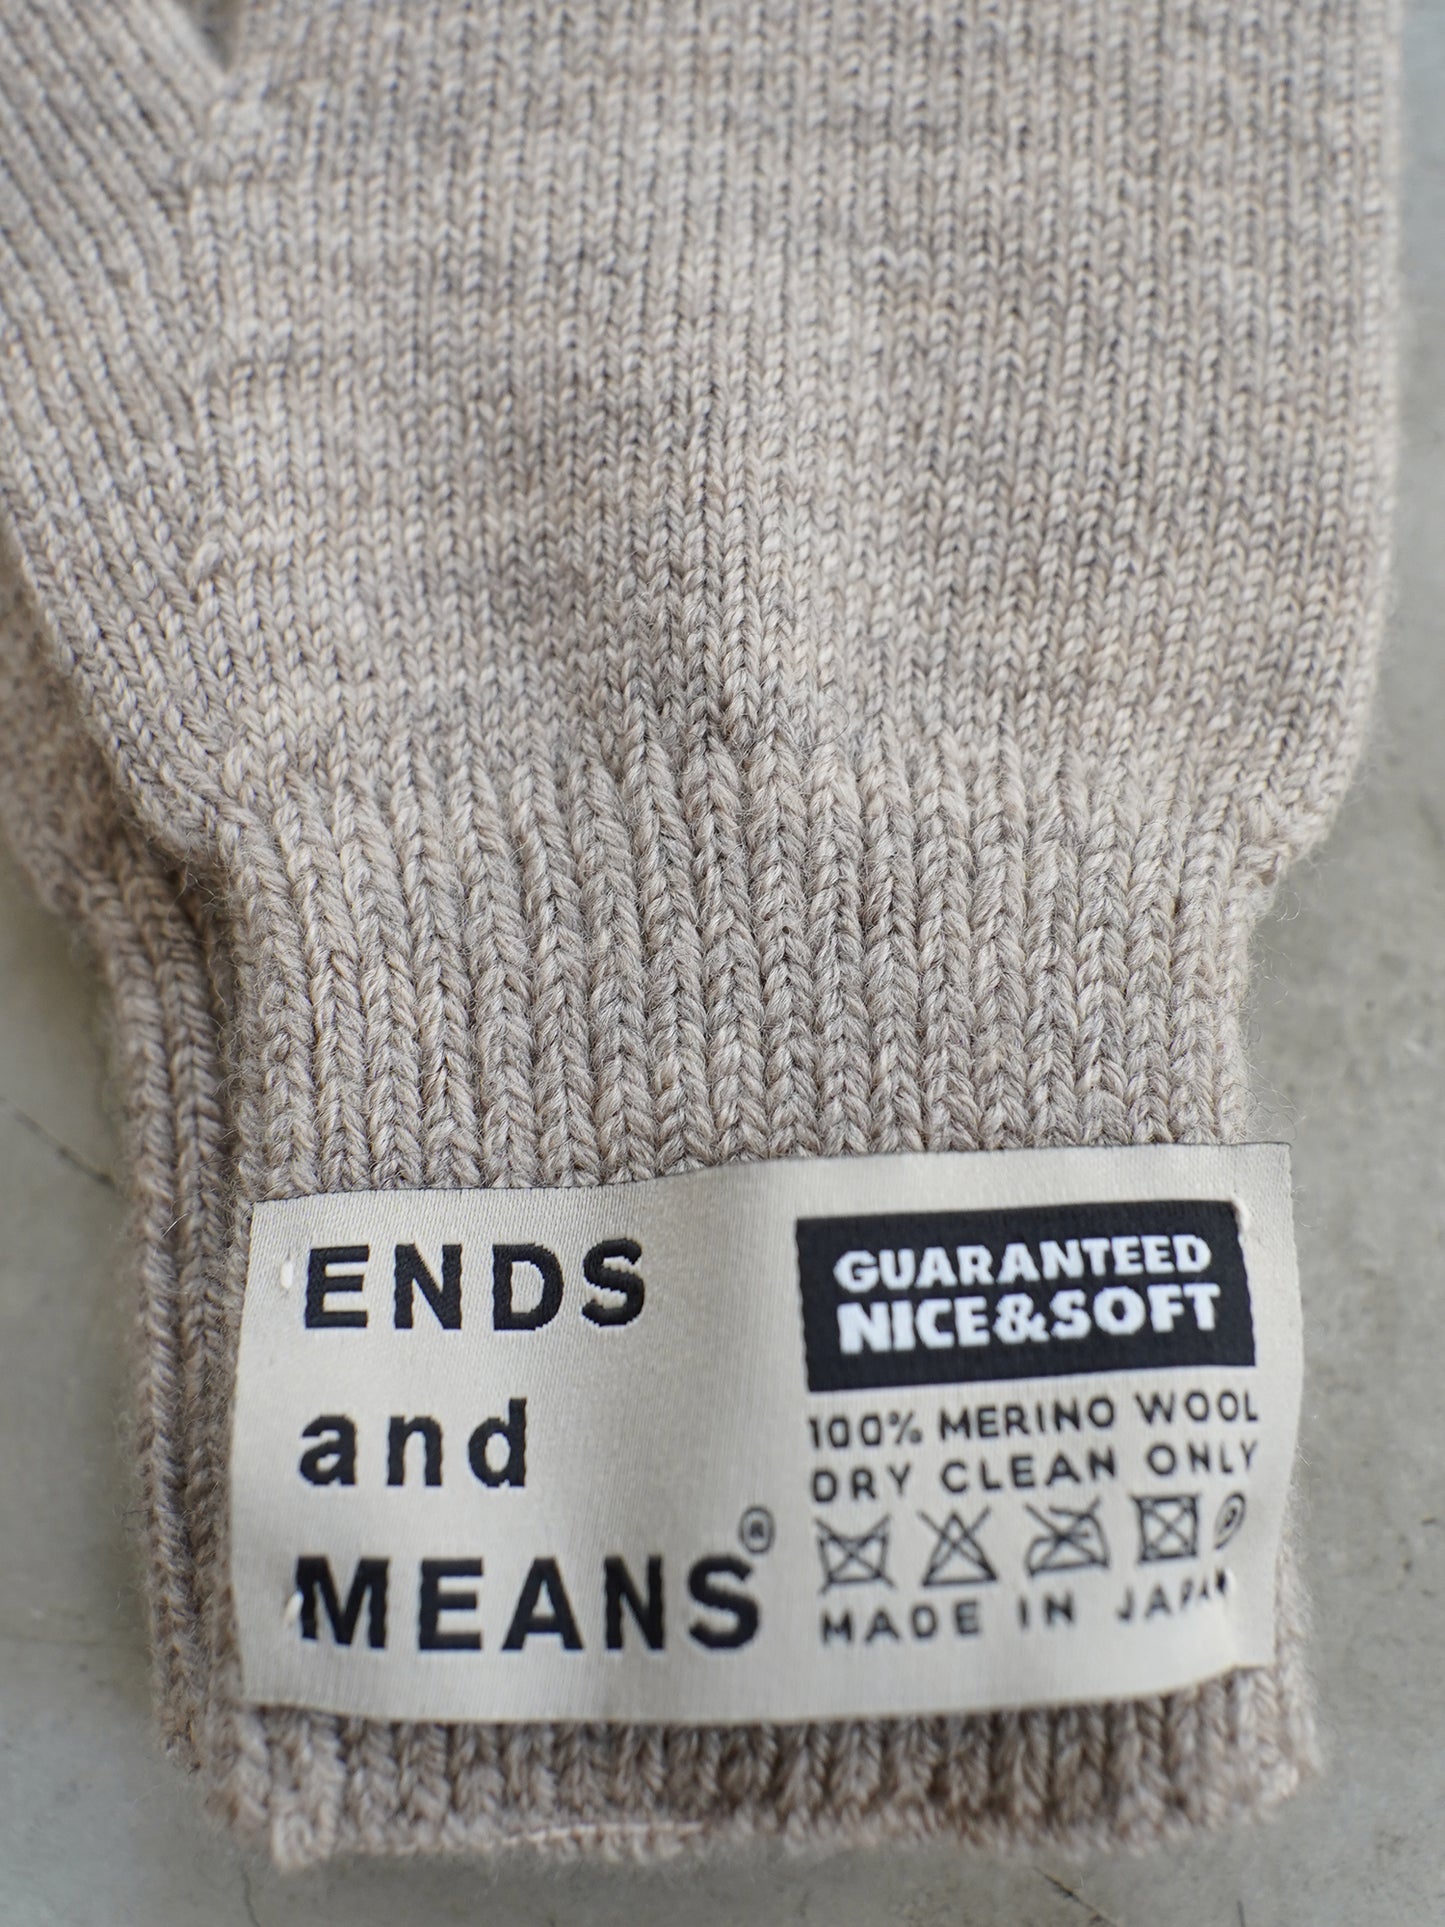 ENDS
and
MEANS®
GUARANTEED
NICE&SOFT
100% MERINO WOOL
DRY CLEAN ONLY
P
MADE IN JAPAN